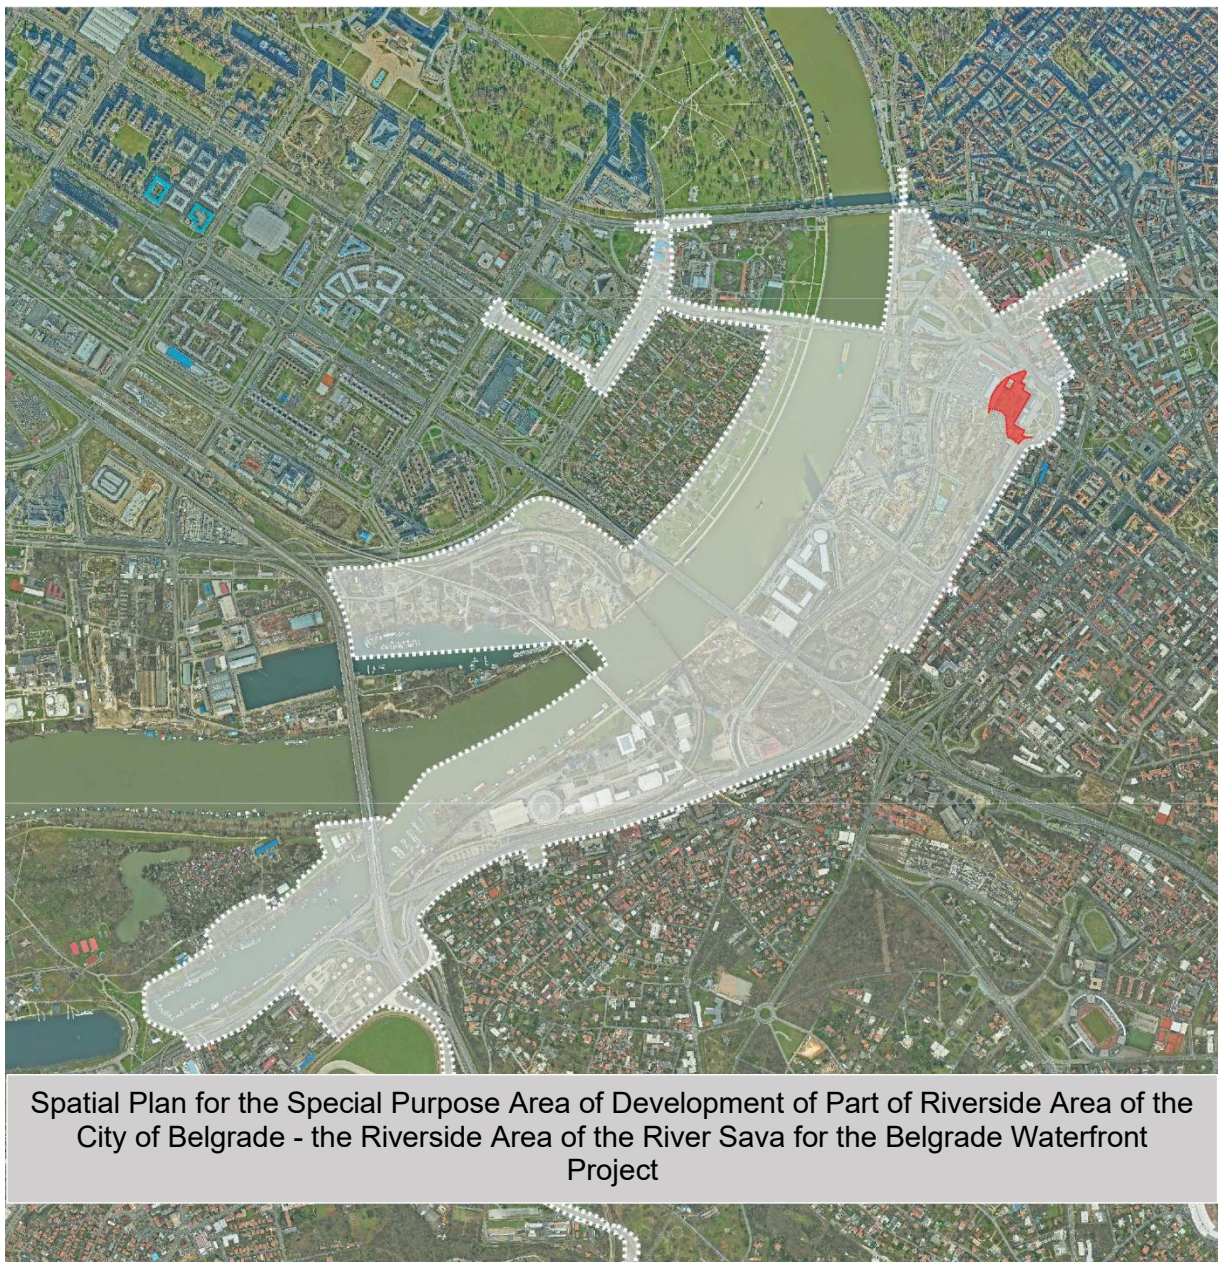 Spatial Plan for the Special Purpose Area of Development of Part of Riverside Area of the
City of Belgrade - the Riverside Area of the River Sava for the Belgrade Waterfront
Project